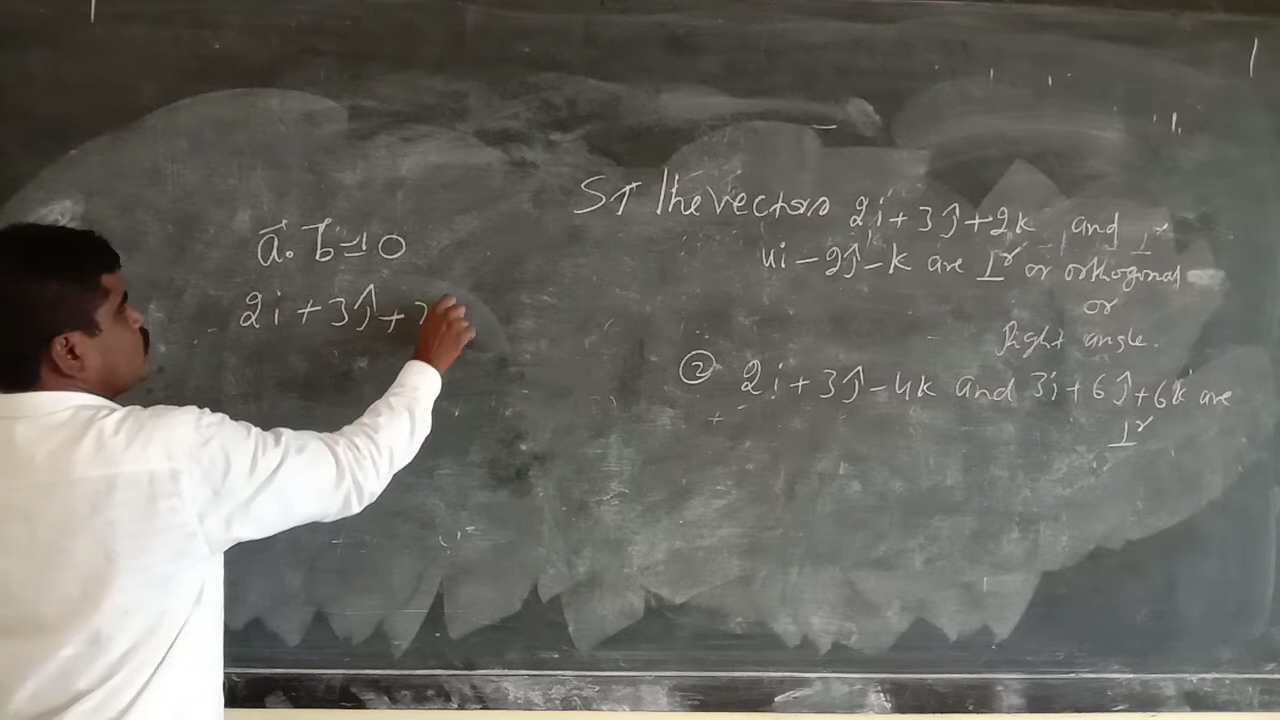 a⃗. b⃗ = 0
2i + 3j + 2
ST The vectors 2i + 3j + 2k and
4i - 2j - k are ⊥r or orthogonal
or
Right angle.
② 2i + 3j - 4k and 3i + 6j + 6k are
⊥r